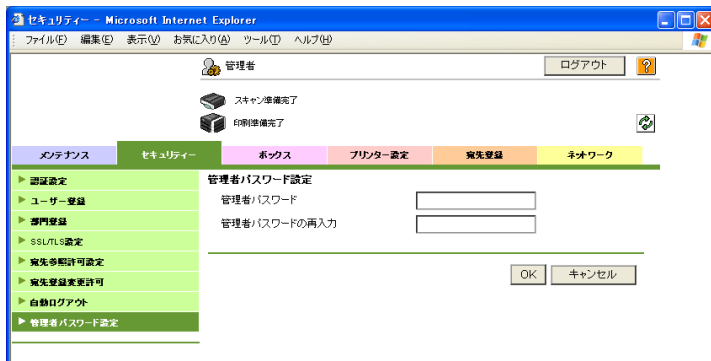 セキュリティー - Microsoft Internet Explorer
ファイル(F) 編集(E) 表示(V) お気に入り(A) ツール(T) ヘルプ(H)
管理者 ログアウト ?
スキャン準備完了
印刷準備完了
メンテナンス セキュリティー ボックス プリンター設定 宛先登録 ネットワーク
認証設定
ユーザー登録
部門登録
SSL/TLS設定
宛先参照許可設定
宛先登録変更許可
自動ログアウト
管理者パスワード設定
管理者パスワード設定
管理者パスワード
管理者パスワードの再入力
OK キャンセル